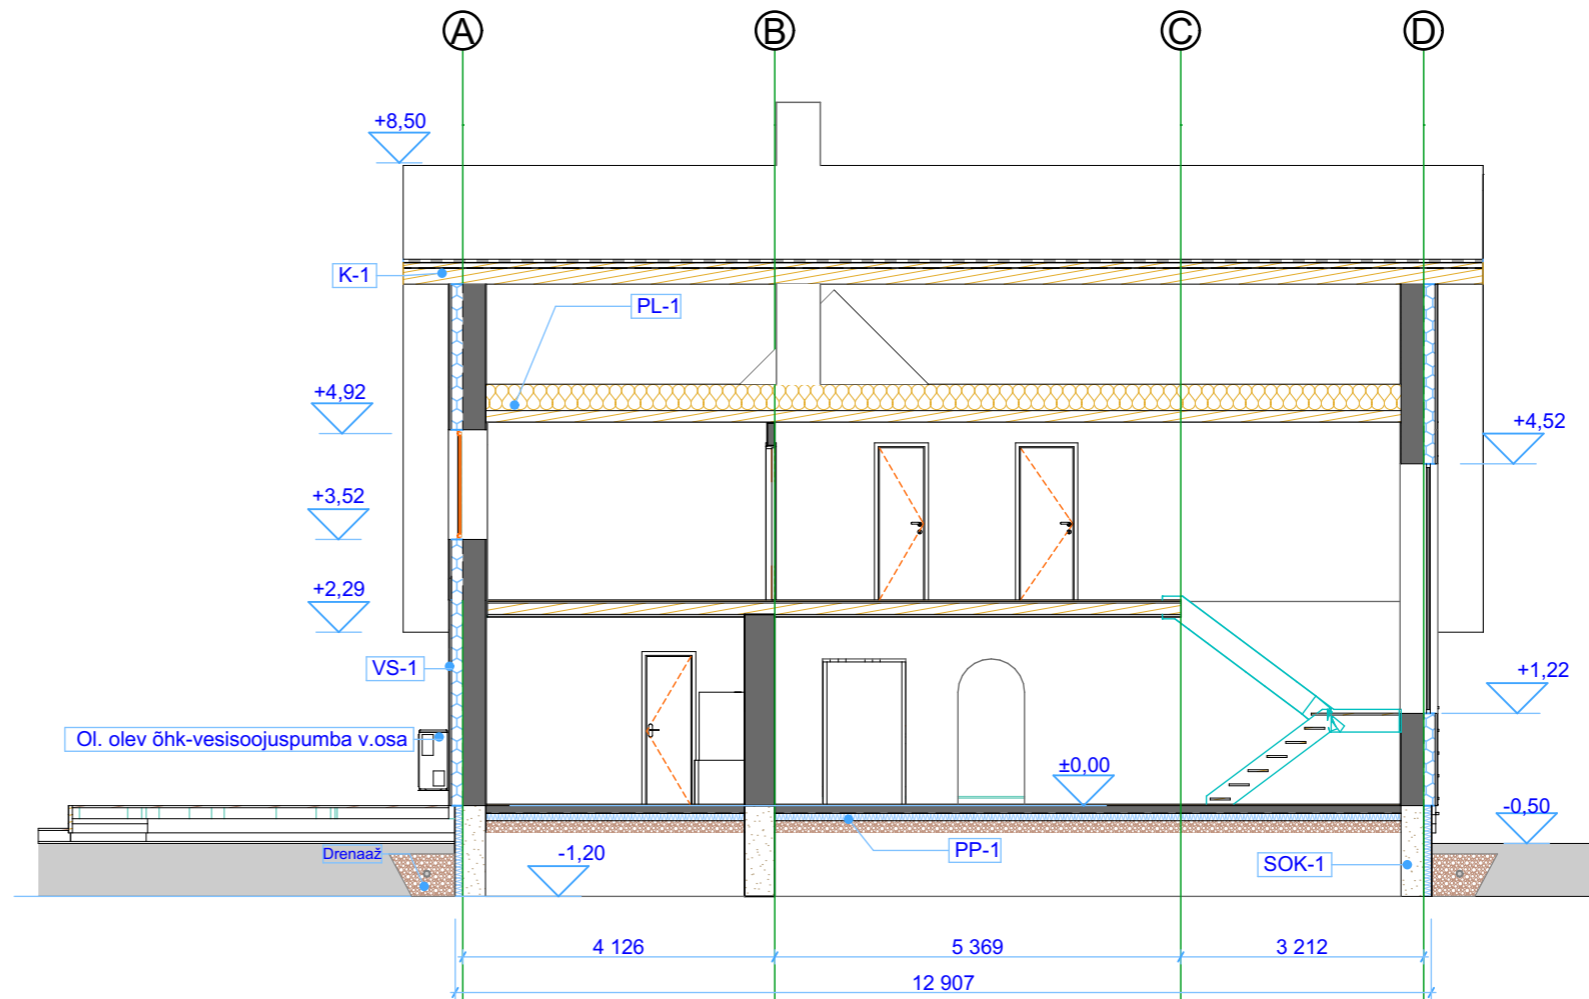 A B C D
+8,50
K-1
PL-1
+4,92
+4,52
+3,52
+2,29
VS-1
+1,22
Ol. olev õhk-vesisoojuspumba v.osa
±0,00
-0,50
Drenaaž
-1,20
PP-1
SOK-1
4 126
5 369
3 212
12 907